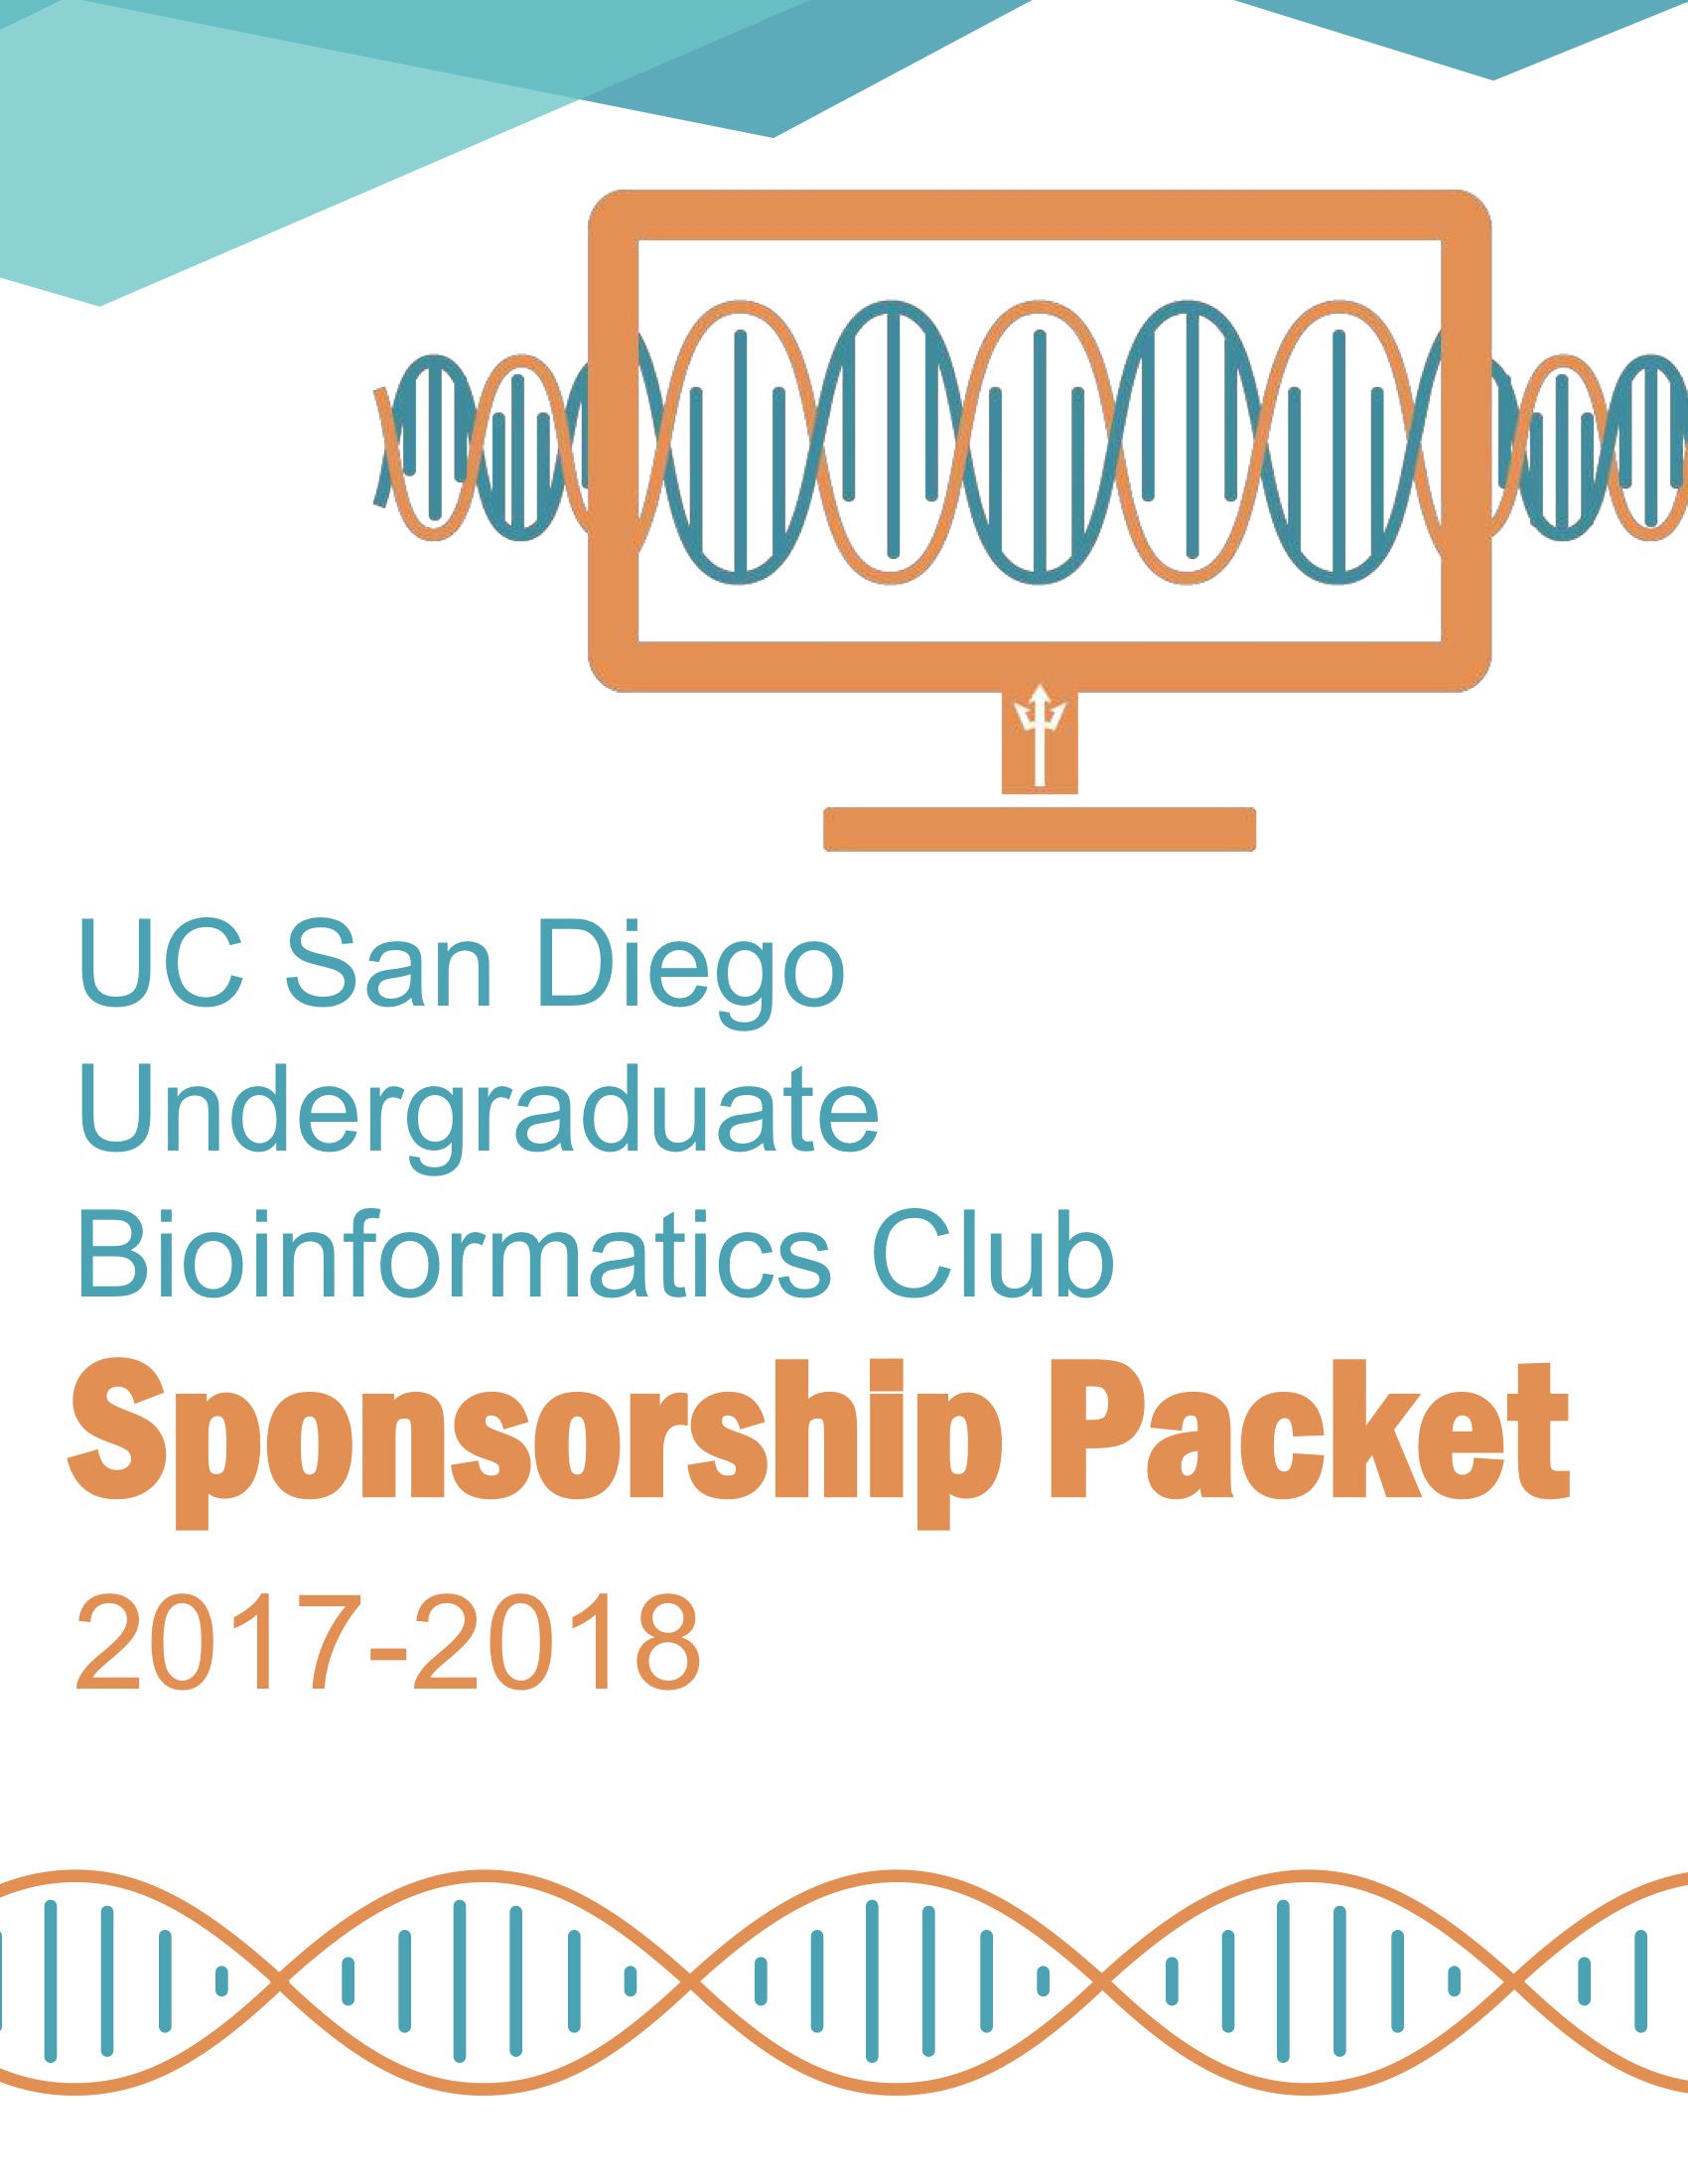 UC San Diego
Undergraduate
Bioinformatics Club
Sponsorship Packet
2017-2018